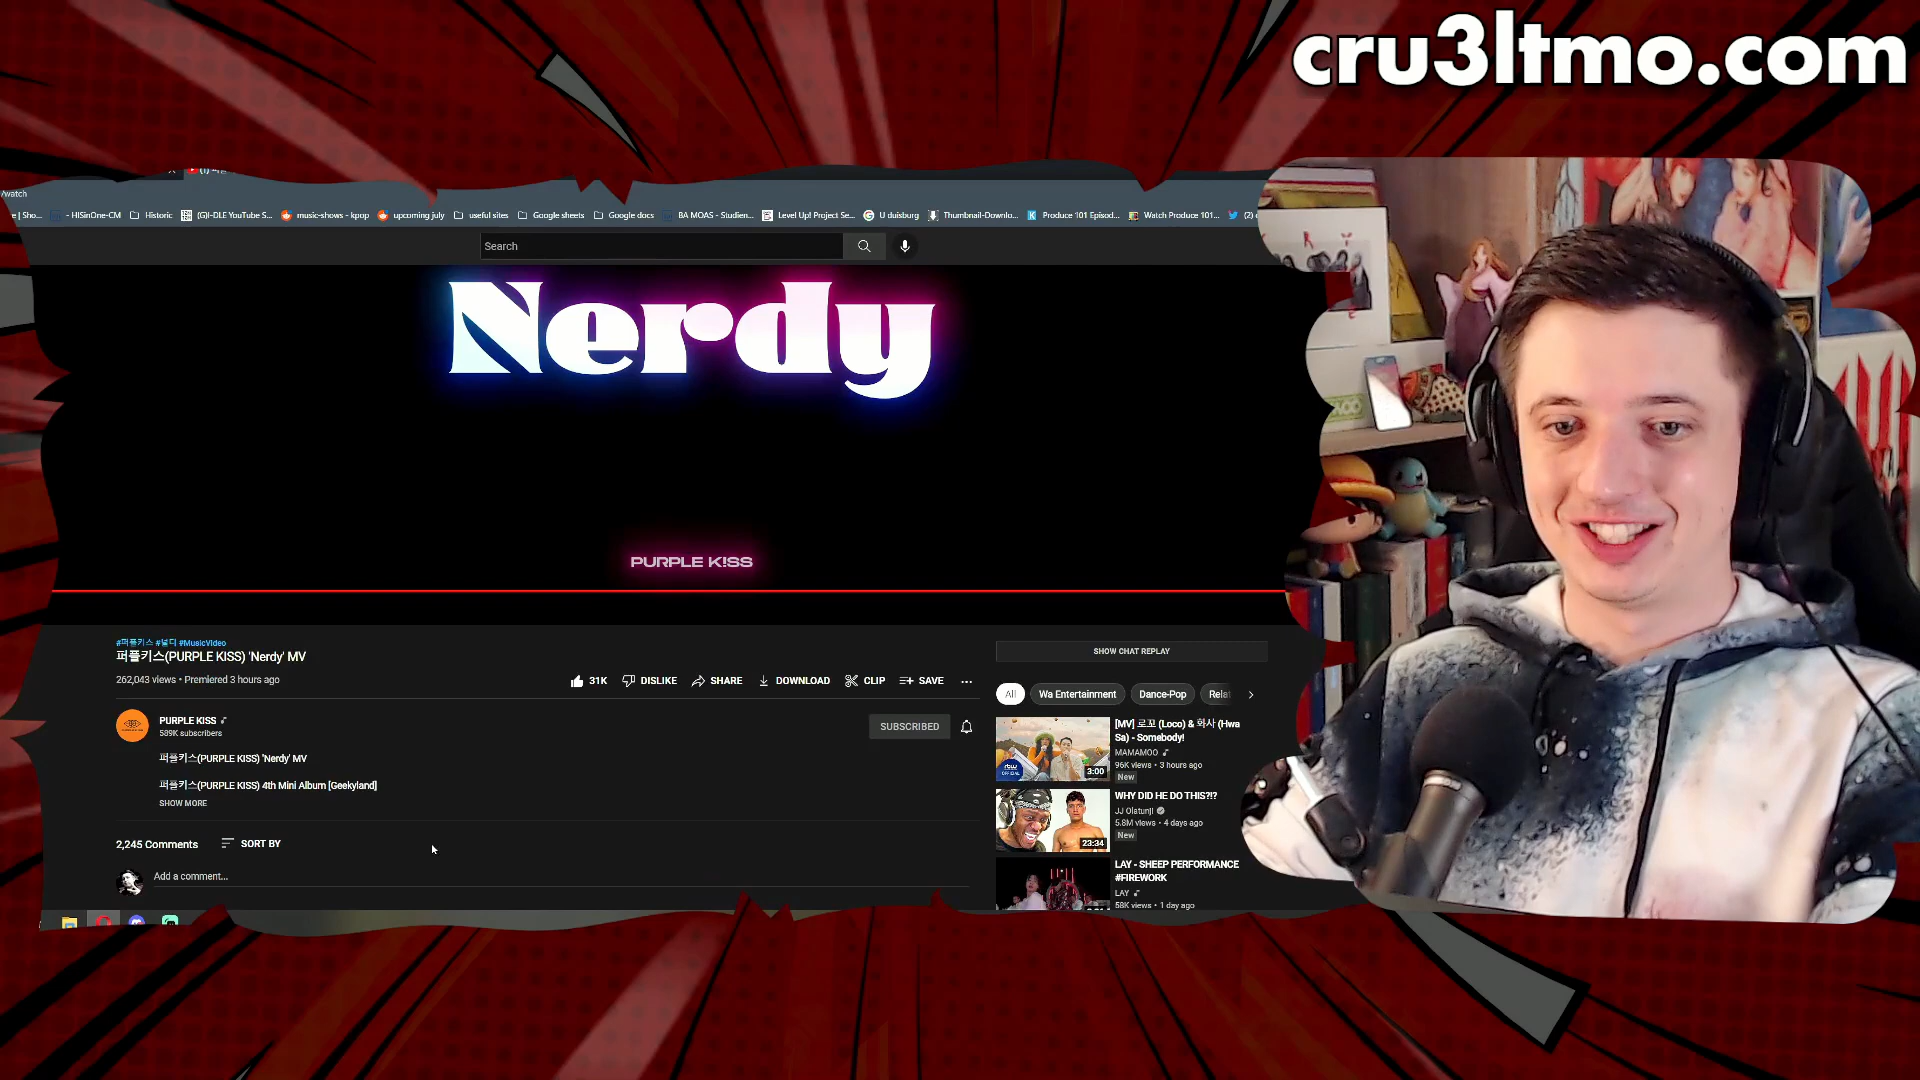 cru3ltmo.com
/watch
- HISinOne-CM
Historic
(G)I-DLE YouTube S...
music-shows - kpop
upcoming july
useful sites
Google sheets
Google docs
BA MOAS - Studien...
Level Up! Project Se...
U duisburg
Thumbnail-Downlo...
Produce 101 Episod...
Watch Produce 101...
Search
Nerdy
PURPLE K!SS
#퍼플키스 #널디 #MusicVideo
퍼플키스(PURPLE KISS) 'Nerdy' MV
262,043 views • Premiered 3 hours ago
31K
DISLIKE
SHARE
DOWNLOAD
CLIP
SAVE
PURPLE KISS
589K subscribers
SUBSCRIBED
퍼플키스(PURPLE KISS) 'Nerdy' MV
퍼플키스(PURPLE KISS) 4th Mini Album [Geekyland]
SHOW MORE
2,245 Comments
SORT BY
Add a comment...
SHOW CHAT REPLAY
All
Wa Entertainment
Dance-Pop
Relat
[MV] 로꼬 (Loco) & 화사 (Hwa
Sa) - Somebody!
MAMAMOO
96K views • 3 hours ago
New
3:00
WHY DID HE DO THIS?!?
JJ Olatunji
5.8M views • 4 days ago
New
23:34
LAY - SHEEP PERFORMANCE
#FIREWORK
LAY
58K views • 1 day ago